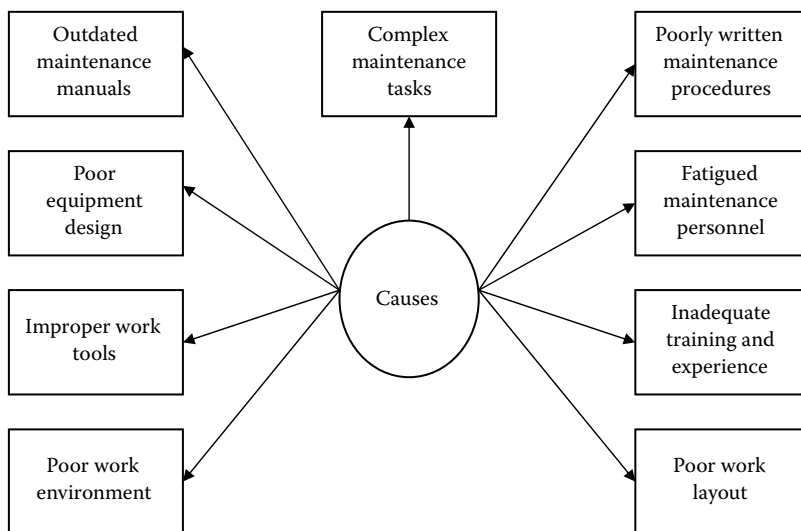 Outdated
maintenance
manuals
Complex
maintenance
tasks
Poorly written
maintenance
procedures
Poor
equipment
design
Fatigued
maintenance
personnel
Causes
Improper work
tools
Inadequate
training and
experience
Poor work
environment
Poor work
layout